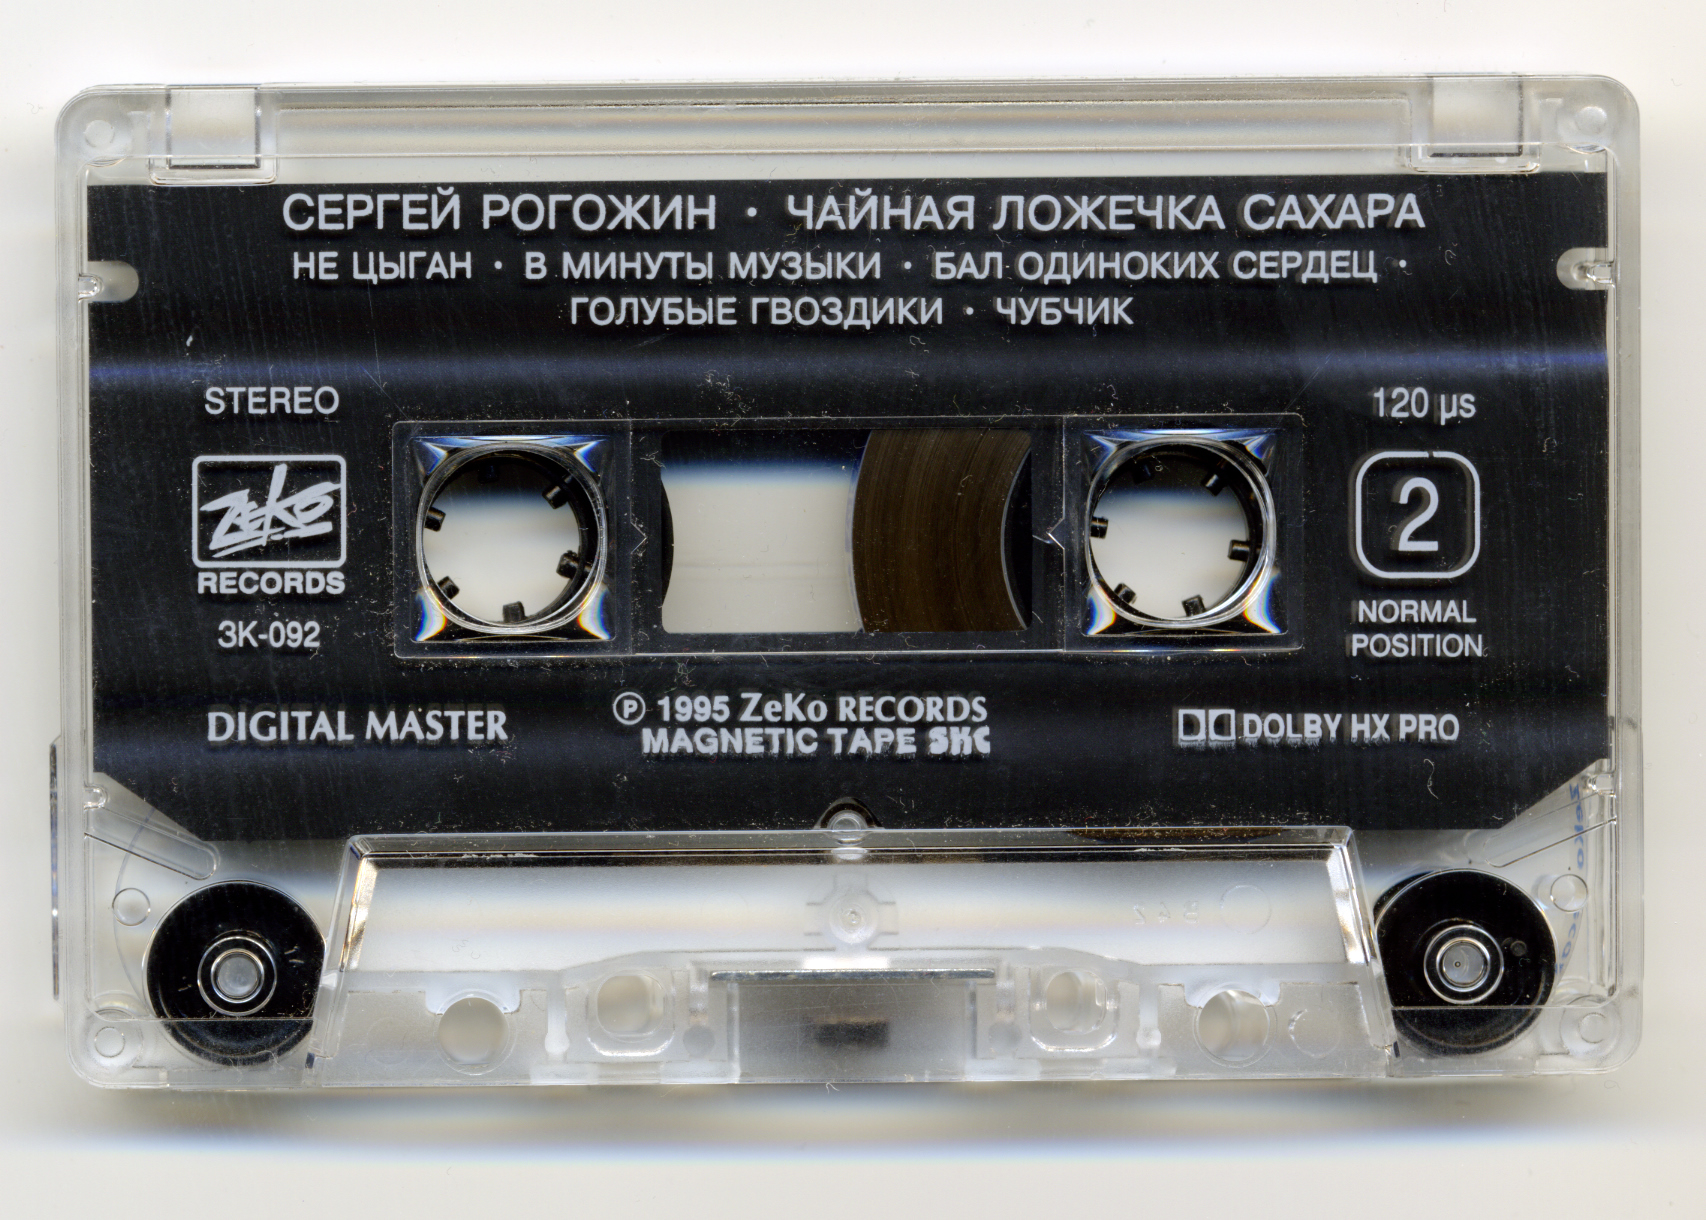 СЕРГЕЙ РОГОЖИН · ЧАЙНАЯ ЛОЖЕЧКА САХАРА
НЕ ЦЫГАН · В МИНУТЫ МУЗЫКИ · БАЛ ОДИНОКИХ СЕРДЕЦ ·
ГОЛУБЫЕ ГВОЗДИКИ · ЧУБЧИК
STEREO
120 µs
ZEKO
RECORDS
2
ЗК-092
NORMAL
POSITION
DIGITAL MASTER
℗ 1995 ZeKo RECORDS
MAGNETIC TAPE SKC
DOLBY HX PRO